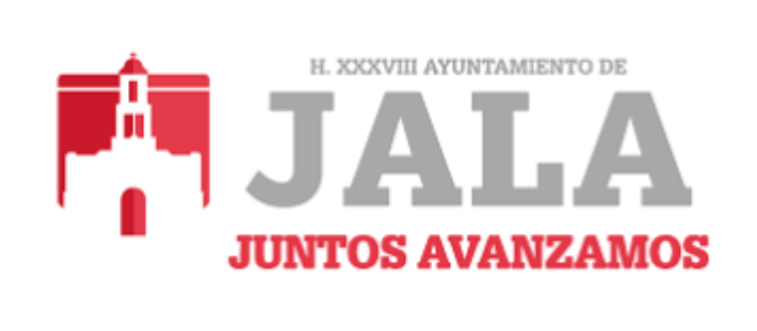 H. XXXVIII AYUNTAMIENTO DE
JALA
JUNTOS AVANZAMOS